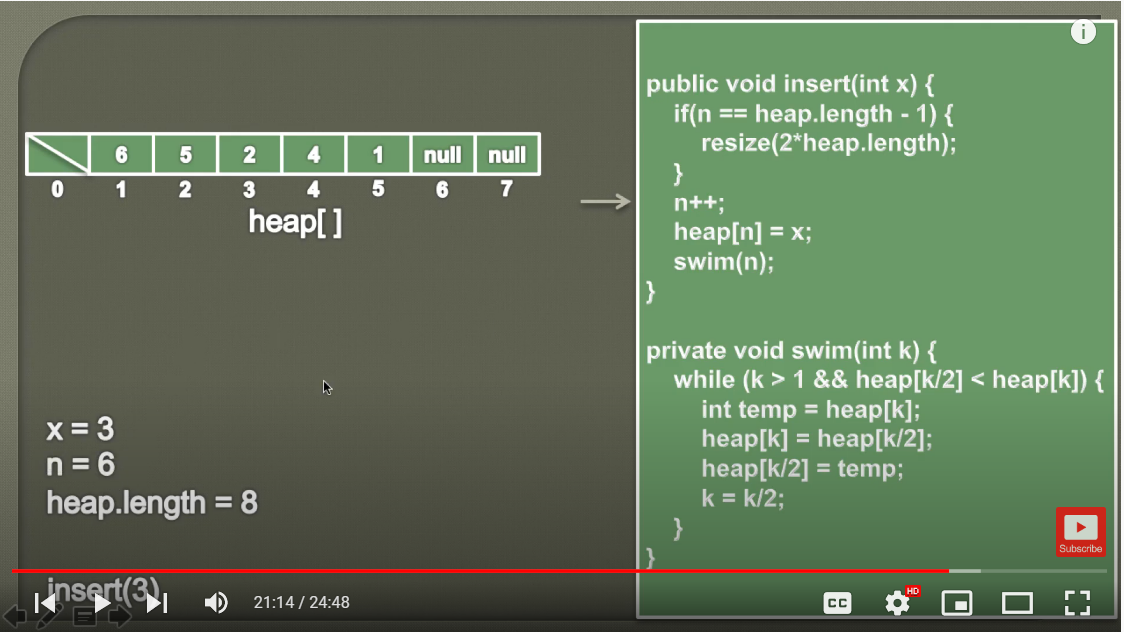 6 5 2 4 1 null null
0 1 2 3 4 5 6 7
heap[ ]
x = 3
n = 6
heap.length = 8
insert(3)
public void insert(int x) {
if(n == heap.length - 1) {
resize(2*heap.length);
}
n++;
heap[n] = x;
swim(n);
}
private void swim(int k) {
while (k > 1 && heap[k/2] < heap[k]) {
int temp = heap[k];
heap[k] = heap[k/2];
heap[k/2] = temp;
k = k/2;
}
}
i
Subscribe
21:14 / 24:48
CC
HD